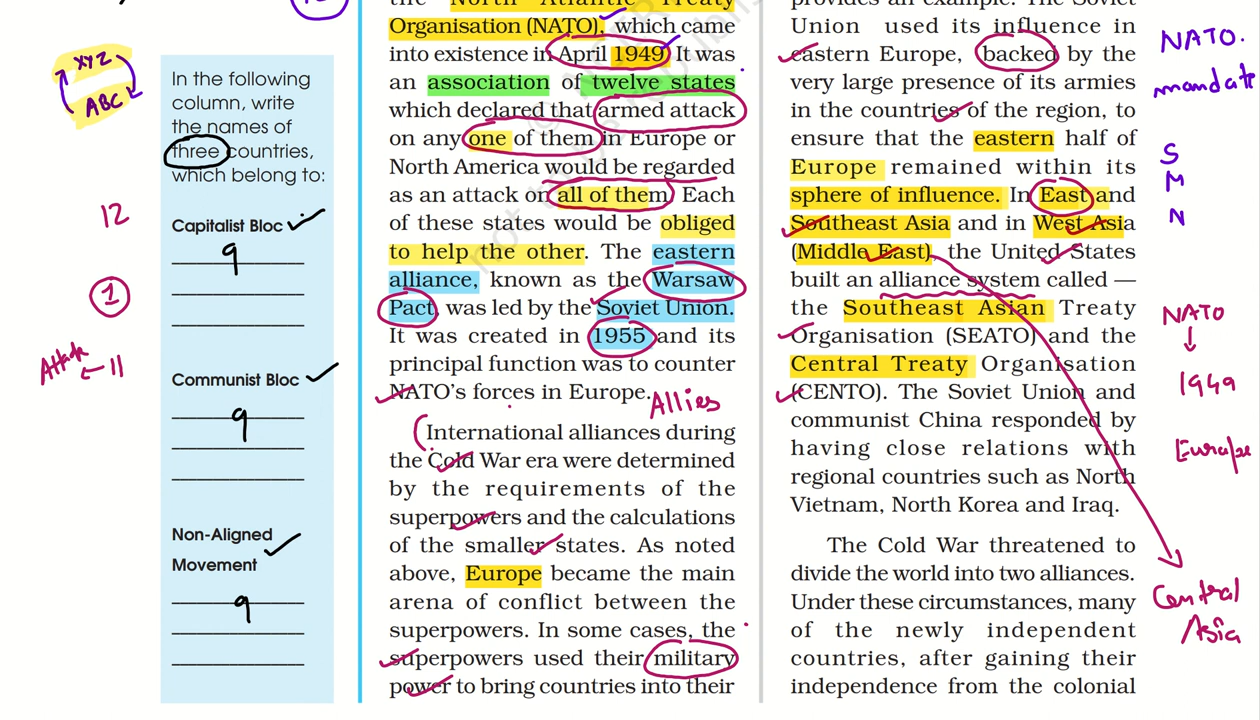 XYZ
ABC
In the following
column, write
the names of
three countries,
which belong to:
12
Capitalist Bloc
9
1
Attack ← 11
Communist Bloc
9
Non-Aligned
Movement
9
the North Atlantic Treaty
Organisation (NATO), which came
into existence in April 1949. It was
an association of twelve states
which declared that armed attack
on any one of them in Europe or
North America would be regarded
as an attack on all of them. Each
of these states would be obliged
to help the other. The eastern
alliance, known as the Warsaw
Pact, was led by the Soviet Union.
It was created in 1955 and its
principal function was to counter
NATO's forces in Europe.
Allies
International alliances during
the Cold War era were determined
by the requirements of the
superpowers and the calculations
of the smaller states. As noted
above, Europe became the main
arena of conflict between the
superpowers. In some cases, the
superpowers used their military
power to bring countries into their
provides an example. The Soviet
Union used its influence in
eastern Europe, backed by the
very large presence of its armies
in the countries of the region, to
ensure that the eastern half of
Europe remained within its
sphere of influence. In East and
Southeast Asia and in West Asia
(Middle East), the United States
built an alliance system called —
the Southeast Asian Treaty
Organisation (SEATO) and the
Central Treaty Organisation
(CENTO). The Soviet Union and
communist China responded by
having close relations with
regional countries such as North
Vietnam, North Korea and Iraq.
The Cold War threatened to
divide the world into two alliances.
Under these circumstances, many
of the newly independent
countries, after gaining their
independence from the colonial
NATO.
mandate
S
M
N
NATO
↓
1949
Europe
Central
Asia